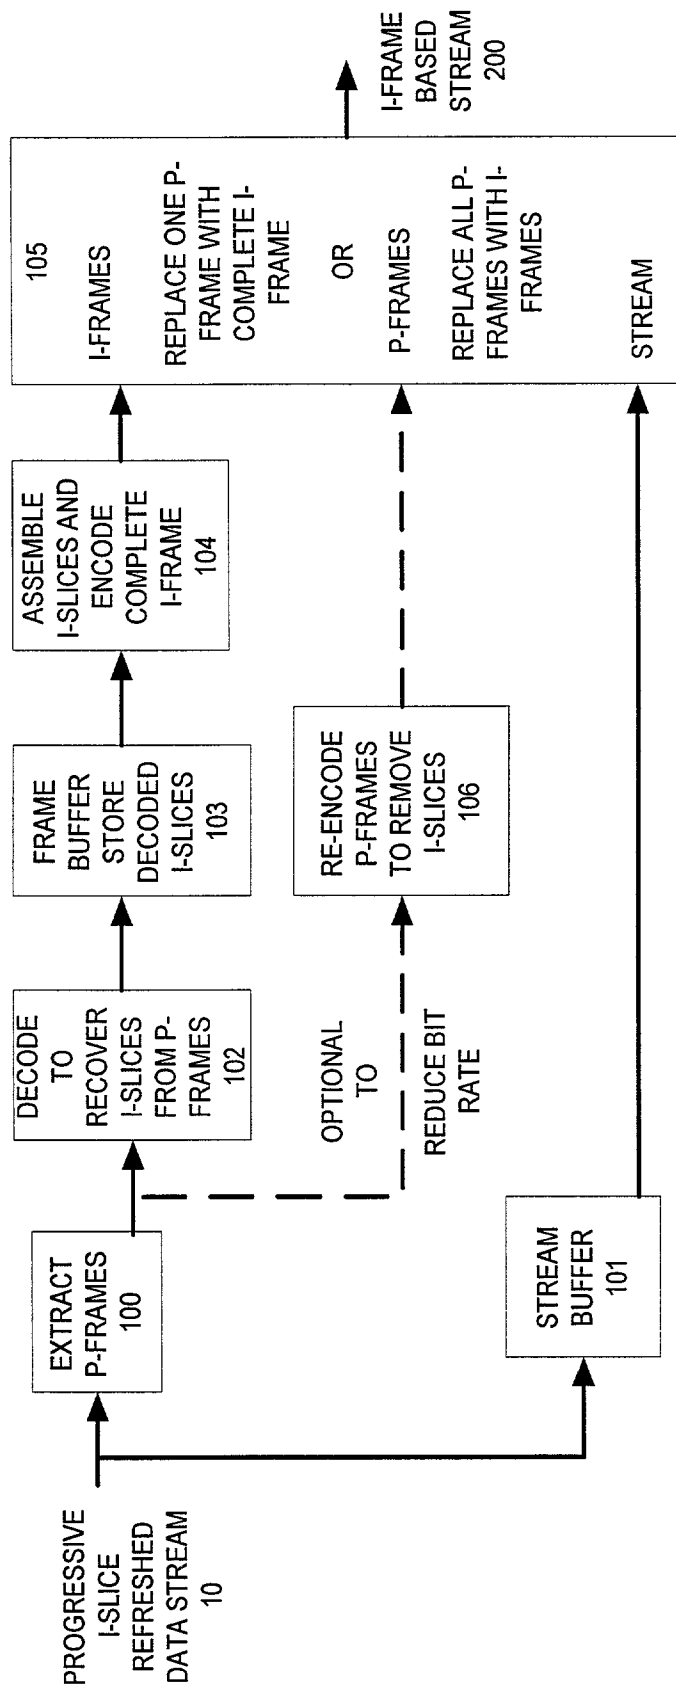 PROGRESSIVE
I-SLICE
REFRESHED
DATA STREAM
10
EXTRACT
P-FRAMES
100
DECODE
TO
RECOVER
I-SLICES
FROM P-
FRAMES
102
FRAME
BUFFER
STORE
DECODED
I-SLICES
103
ASSEMBLE
I-SLICES AND
ENCODE
COMPLETE
I-FRAME
104
OPTIONAL
TO
REDUCE BIT
RATE
RE-ENCODE
P-FRAMES
TO REMOVE
I-SLICES
106
STREAM
BUFFER
101
105
I-FRAMES
REPLACE ONE P-
FRAME WITH
COMPLETE I-
FRAME
OR
P-FRAMES
REPLACE ALL P-
FRAMES WITH I-
FRAMES
STREAM
I-FRAME
BASED
STREAM
200